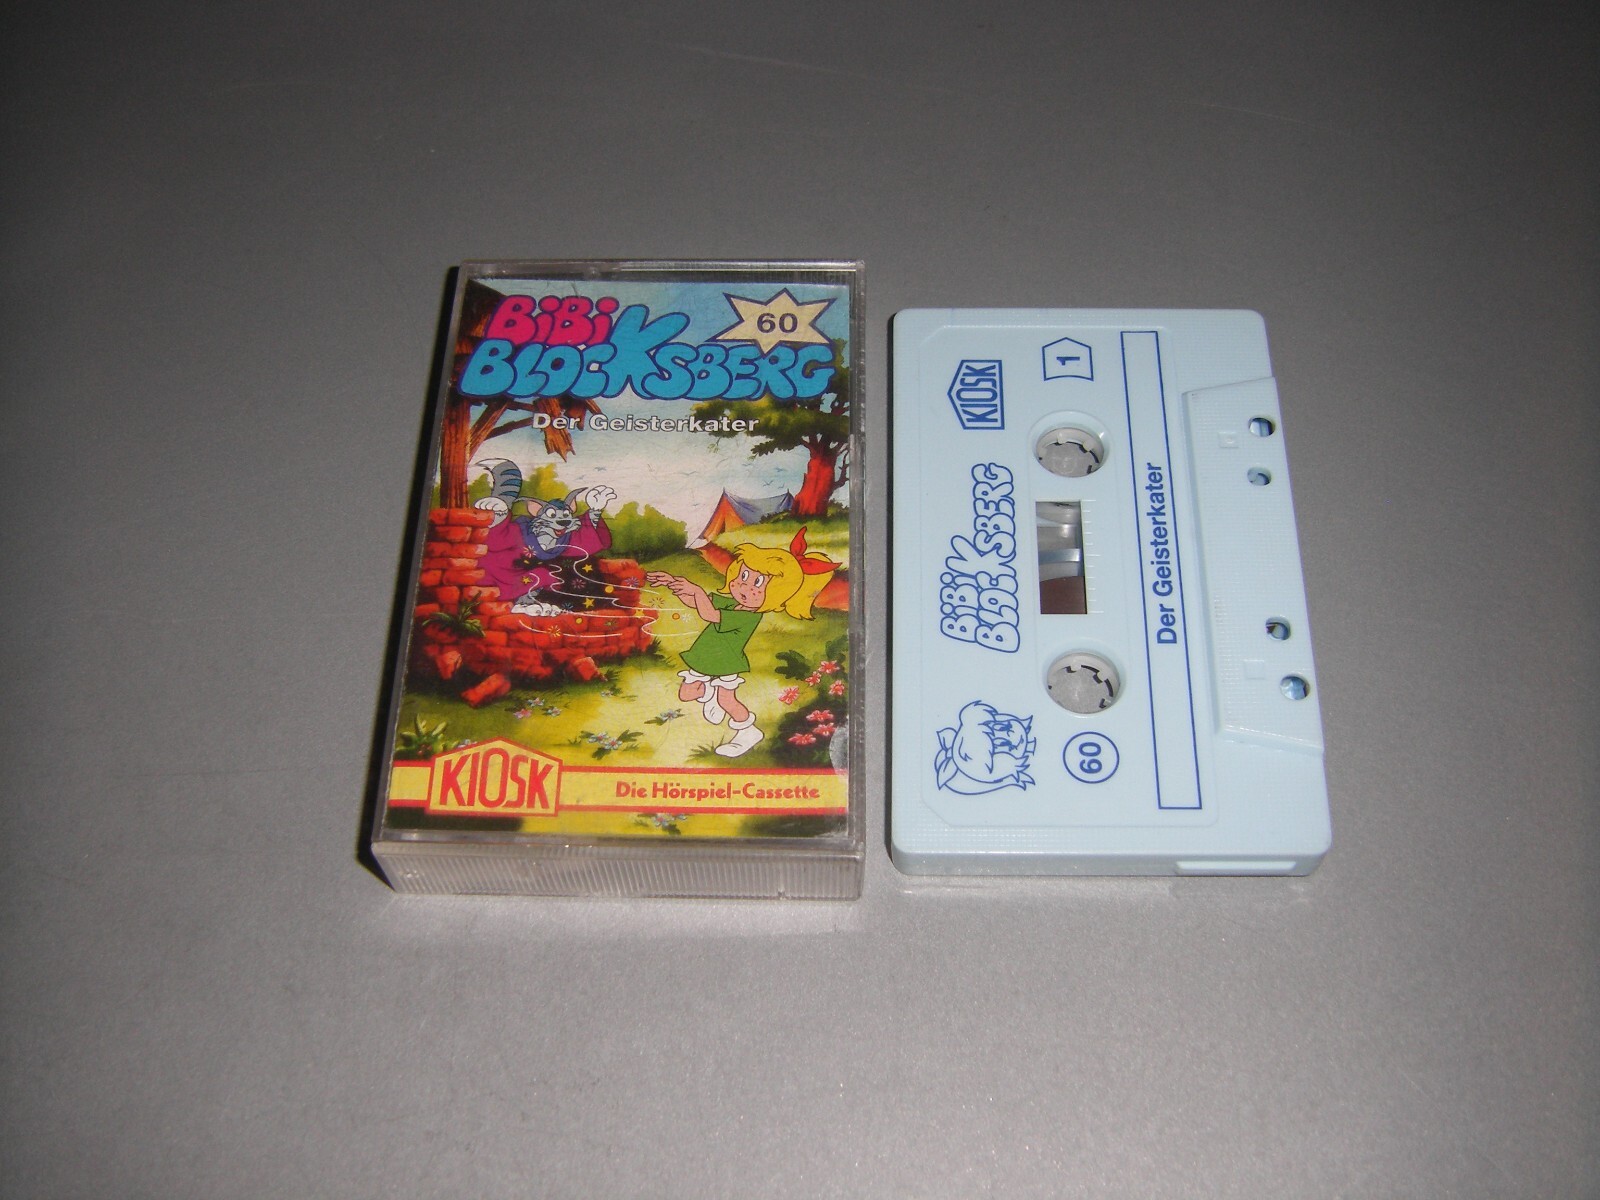 BiBi
BLOCKSBERG
60
Der Geisterkater
KIOSK
Die Hörspiel-Cassette
KIOSK
1
BiBi
BLOCKSBERG
Der Geisterkater
60